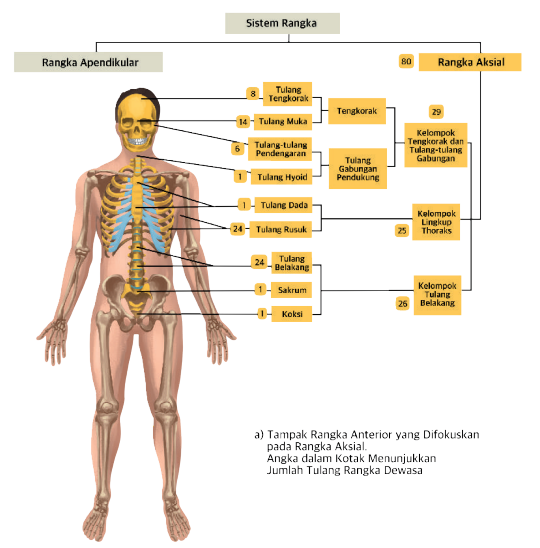 Sistem Rangka
Rangka Apendikular
80
Rangka Aksial
8
Tulang
Tengkorak
14
Tulang Muka
Tengkorak
6
Tulang-tulang
Pendengaran
1
Tulang Hyoid
Tulang
Gabungan
Pendukung
29
Kelompok
Tengkorak dan
Tulang-tulang
Gabungan
1
Tulang Dada
24
Tulang Rusuk
25
Kelompok
Lingkup
Thoraks
24
Tulang
Belakang
1
Sakrum
1
Koksi
26
Kelompok
Tulang
Belakang
a) Tampak Rangka Anterior yang Difokuskan
pada Rangka Aksial.
Angka dalam Kotak Menunjukkan
Jumlah Tulang Rangka Dewasa